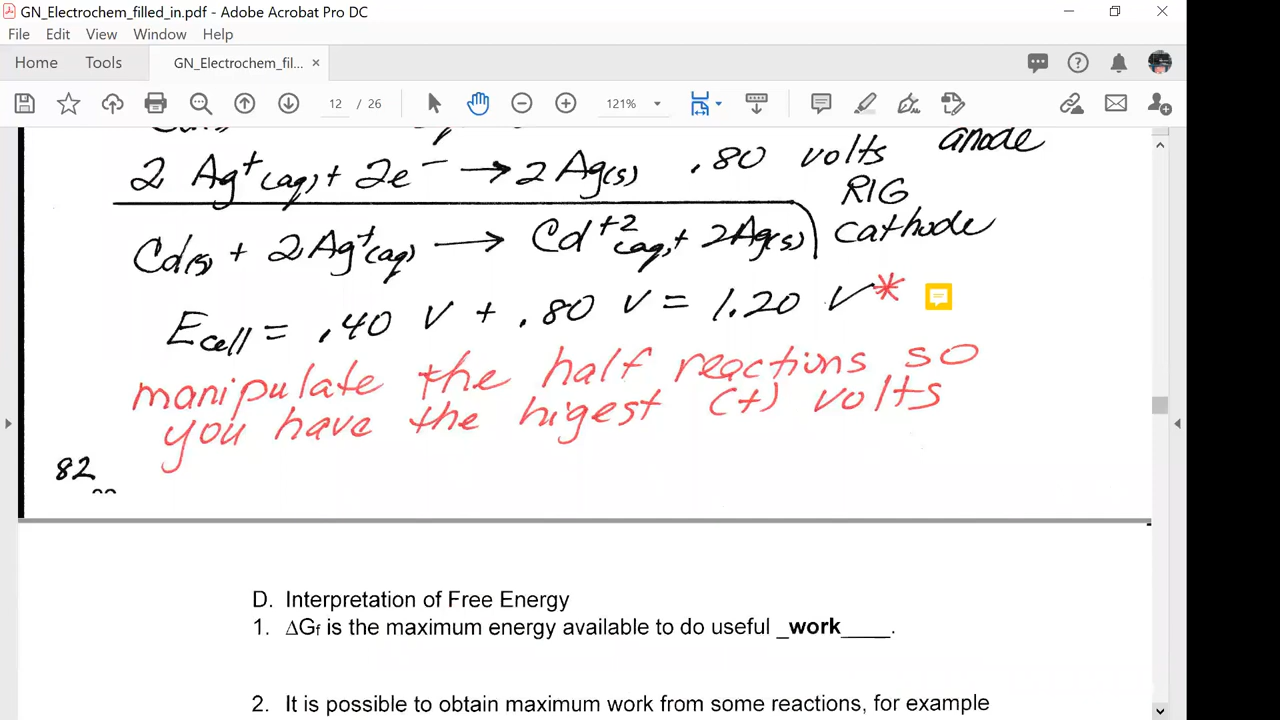 GN_Electrochem_filled_in.pdf - Adobe Acrobat Pro DC
File Edit View Window Help
Home Tools GN_Electrochem_fil... ×
12 / 26 121%
anode
2 Ag⁺(aq) + 2e⁻ → 2 Ag(s) .80 volts
RIG
Cd(s) + 2Ag⁺(aq) → Cd⁺²(aq) + 2Ag(s) cathode
Ecell = .40 V + .80 V = 1.20 V*
manipulate the half reactions so
you have the higest (+) volts
82
D. Interpretation of Free Energy
1. ΔGf is the maximum energy available to do useful _work____.
2. It is possible to obtain maximum work from some reactions, for example